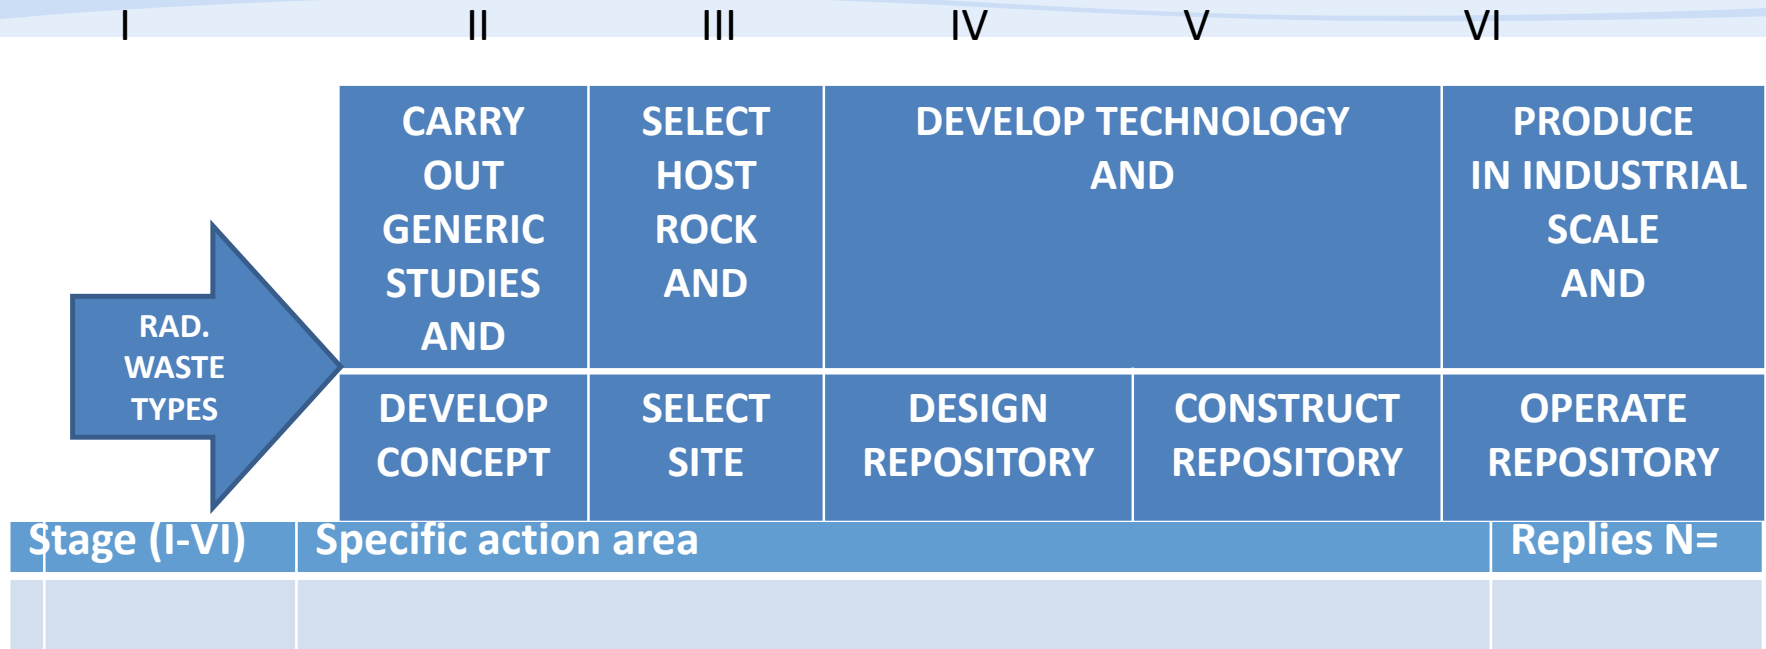 I II III IV V VI
CARRY
OUT
GENERIC
STUDIES
AND
SELECT
HOST
ROCK
AND
DEVELOP TECHNOLOGY
AND
PRODUCE
IN INDUSTRIAL
SCALE
AND
RAD.
WASTE
TYPES
DEVELOP
CONCEPT
SELECT
SITE
DESIGN
REPOSITORY
CONSTRUCT
REPOSITORY
OPERATE
REPOSITORY
Stage (I-VI) Specific action area Replies N=